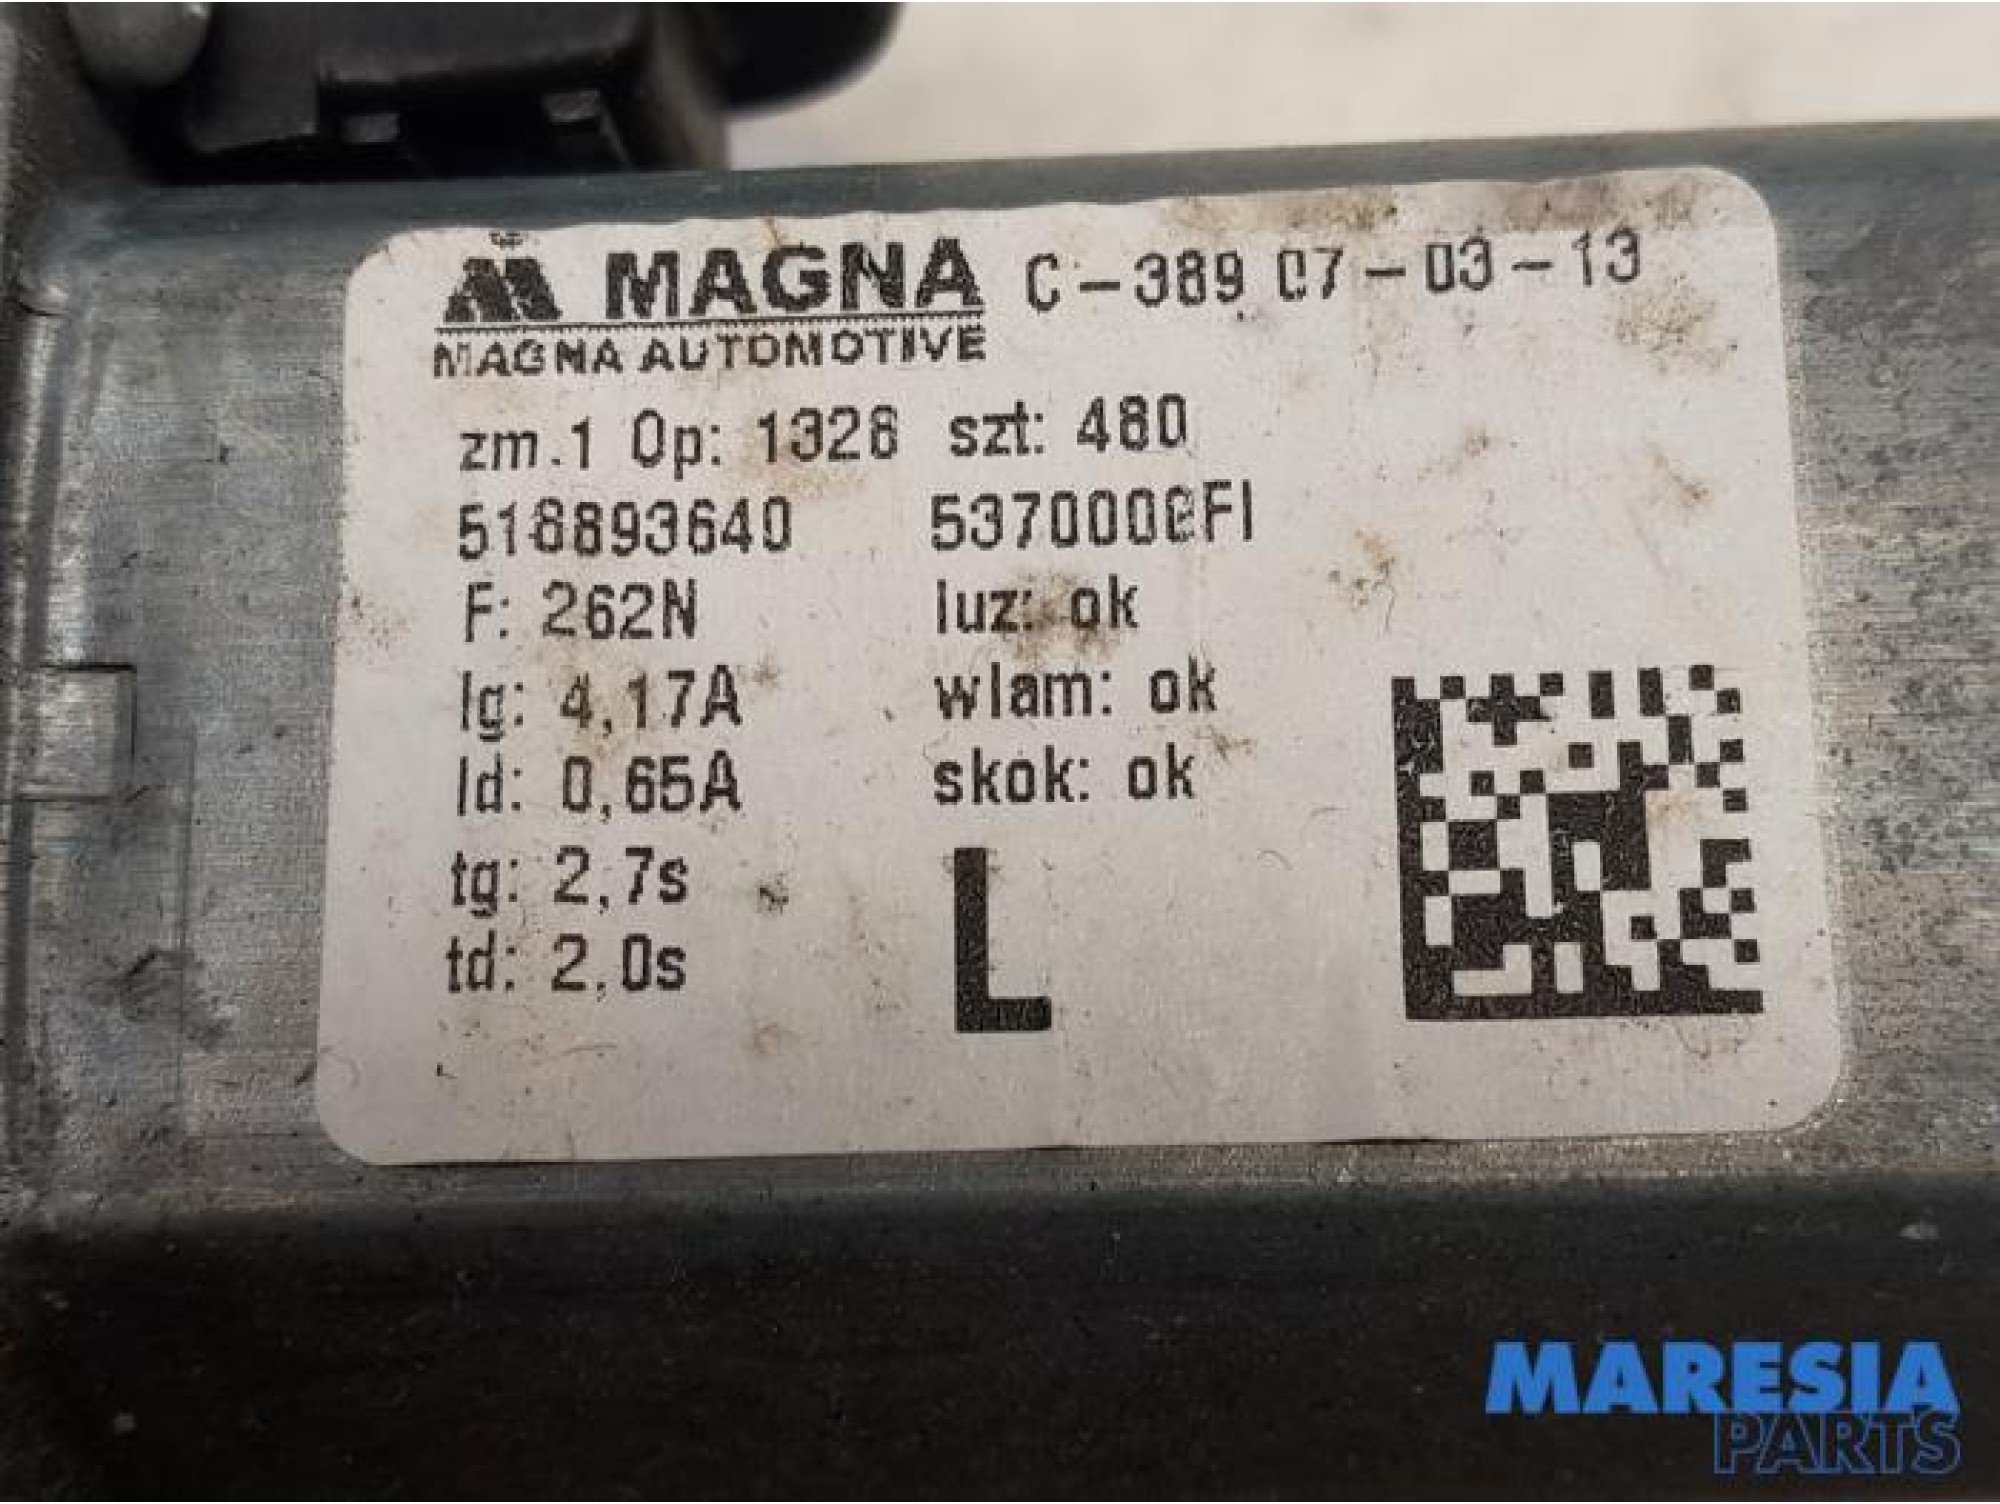 MAGNA C-389 07-03-13
MAGNA AUTOMOTIVE
zm.1 Op: 1328 szt: 480
518893640
F: 262N luz: ok
Ig: 4,17A wlam: ok
Id: 0,65A skok: ok
tg: 2,7s
td: 2,0s
L
MARESIA
PARTS